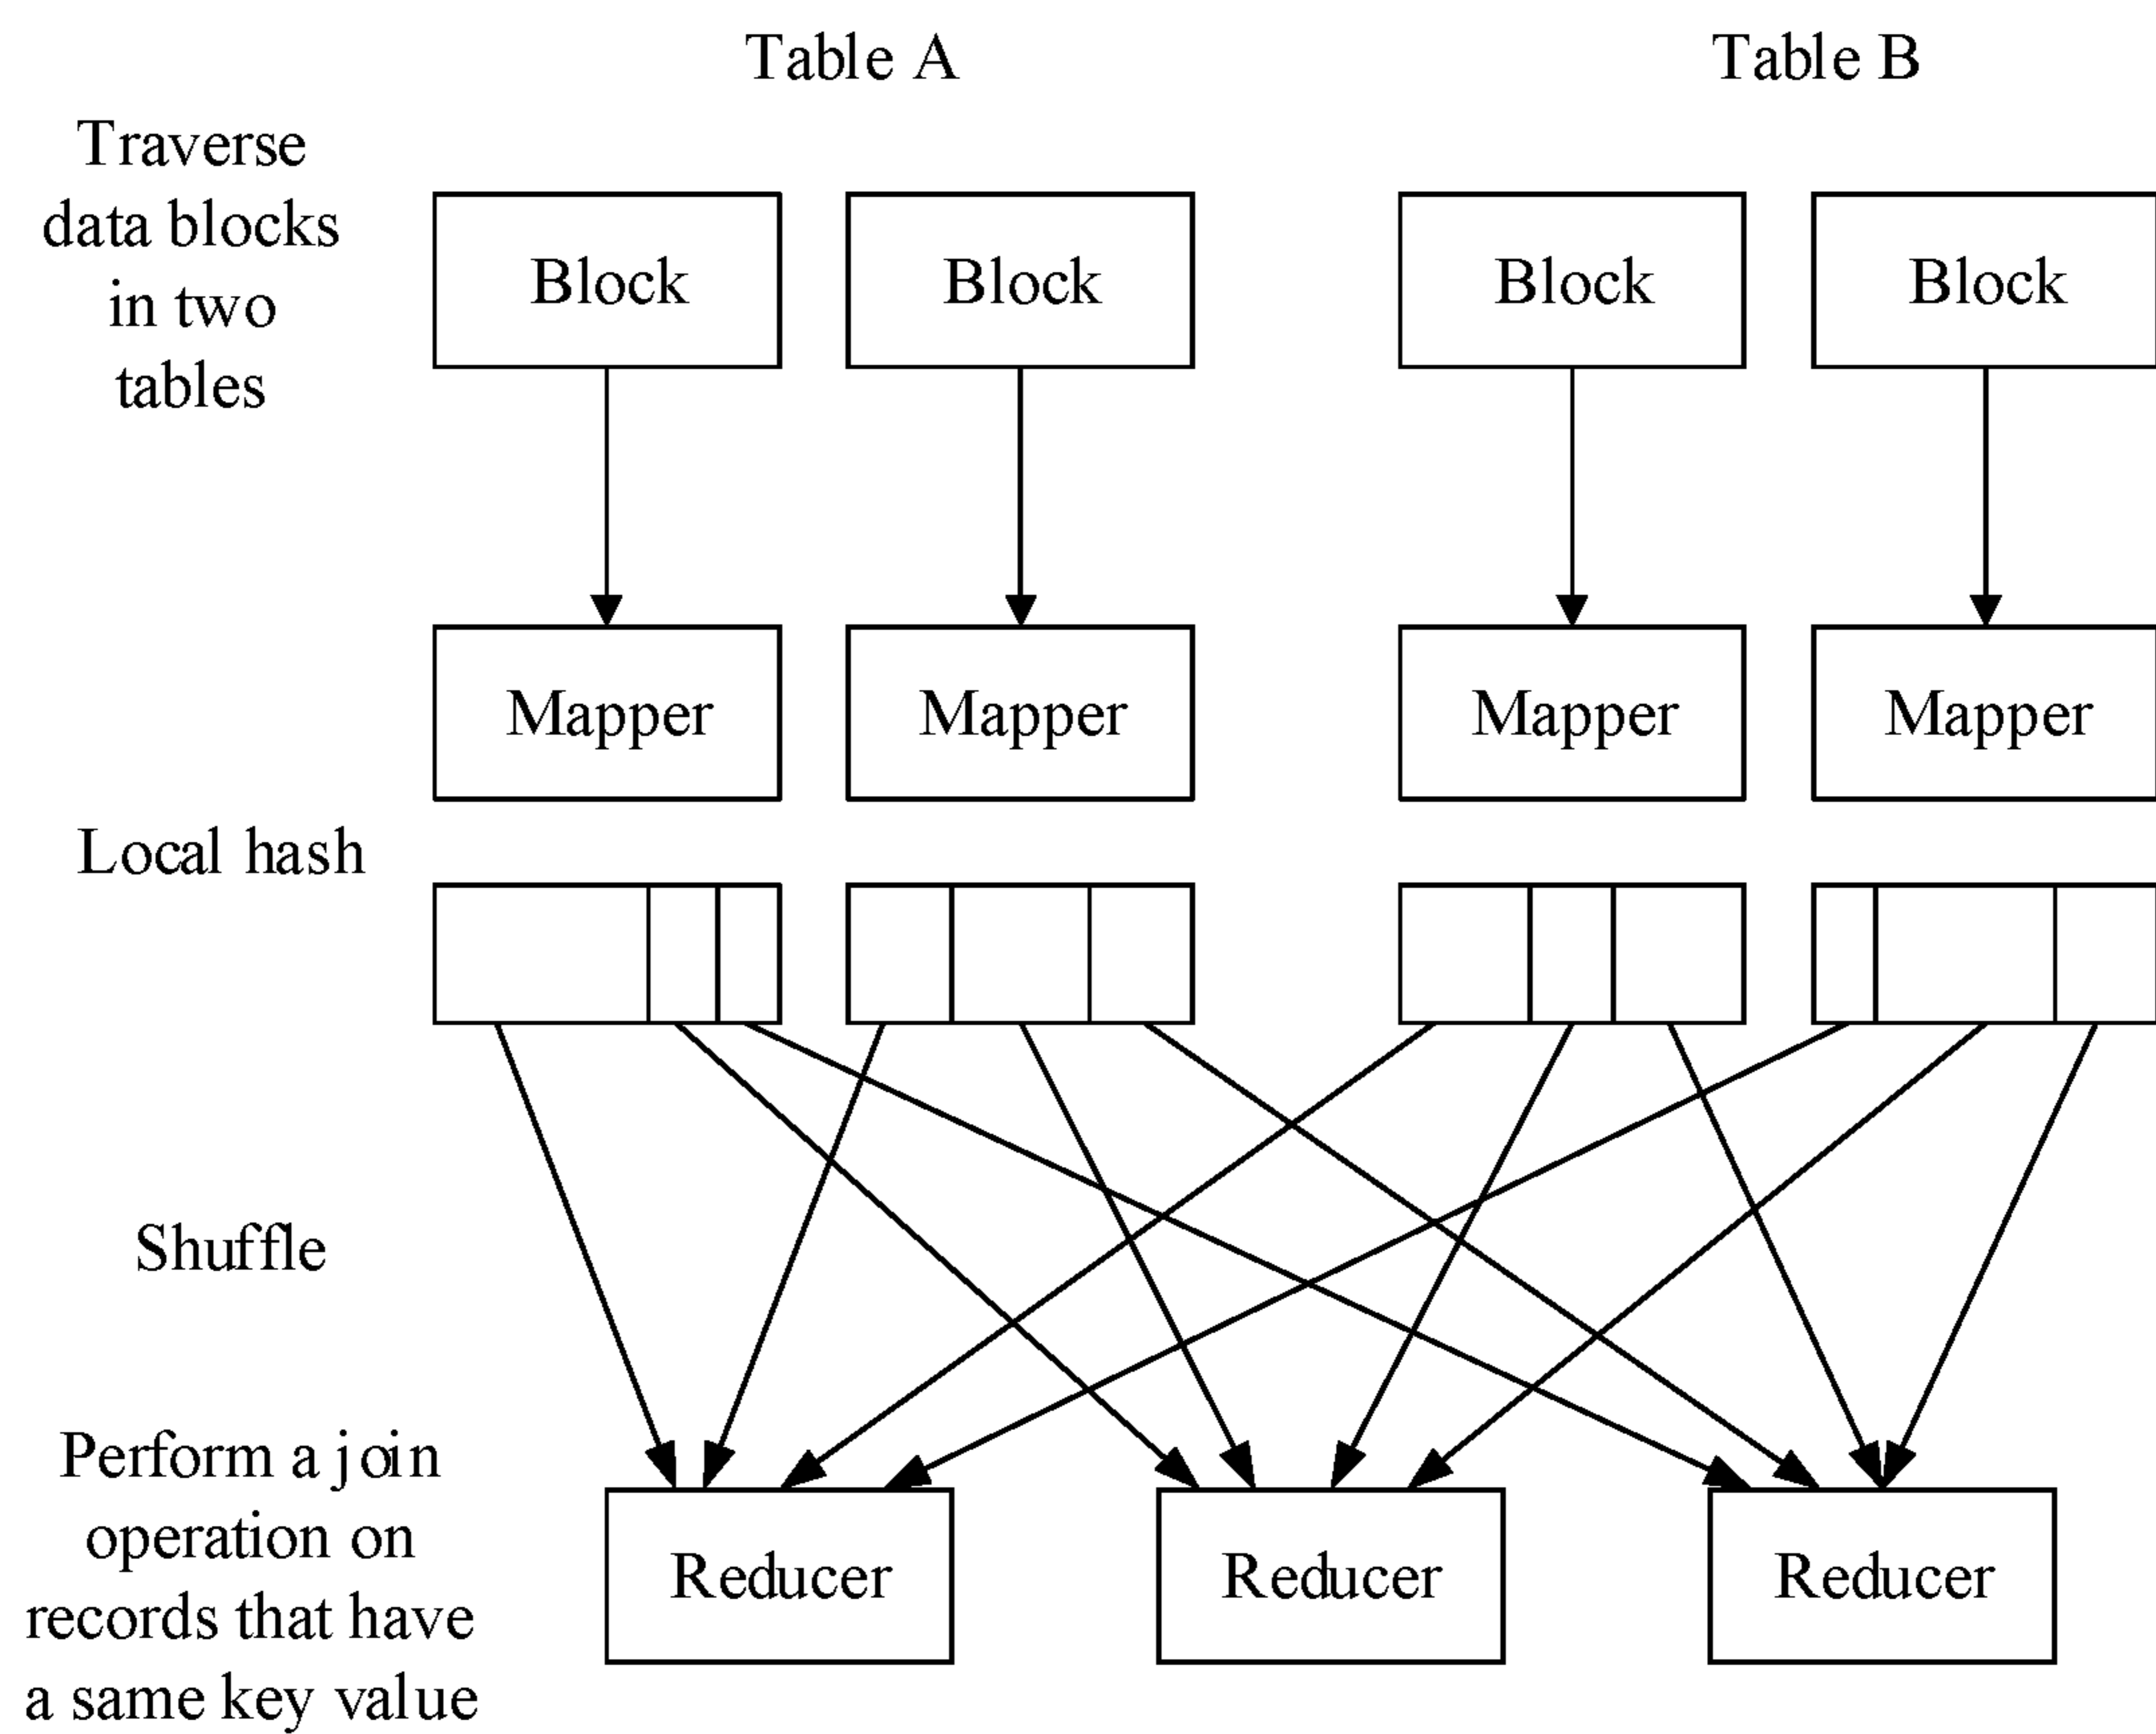 Table A
Table B
Traverse
data blocks
in two
tables
Block
Block
Block
Block
Mapper
Mapper
Mapper
Mapper
Local hash
Shuffle
Perform a join
operation on
records that have
a same key value
Reducer
Reducer
Reducer